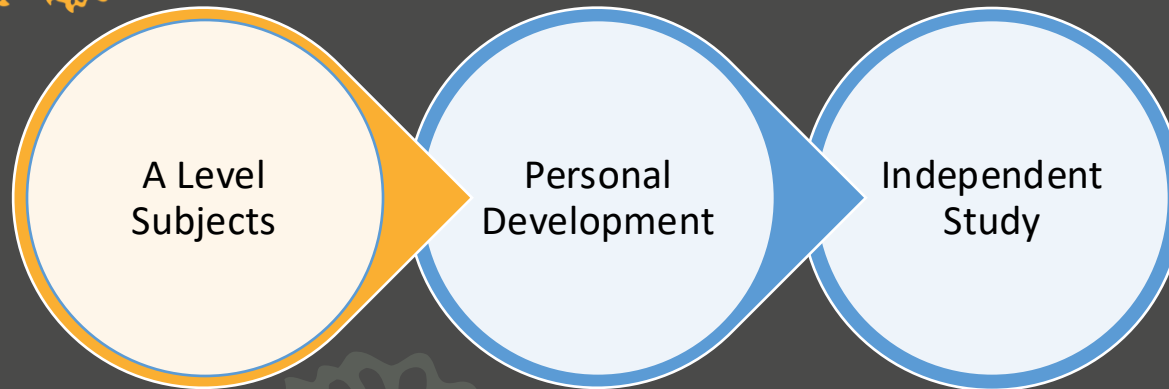 A Level
Subjects
Personal
Development
Independent
Study